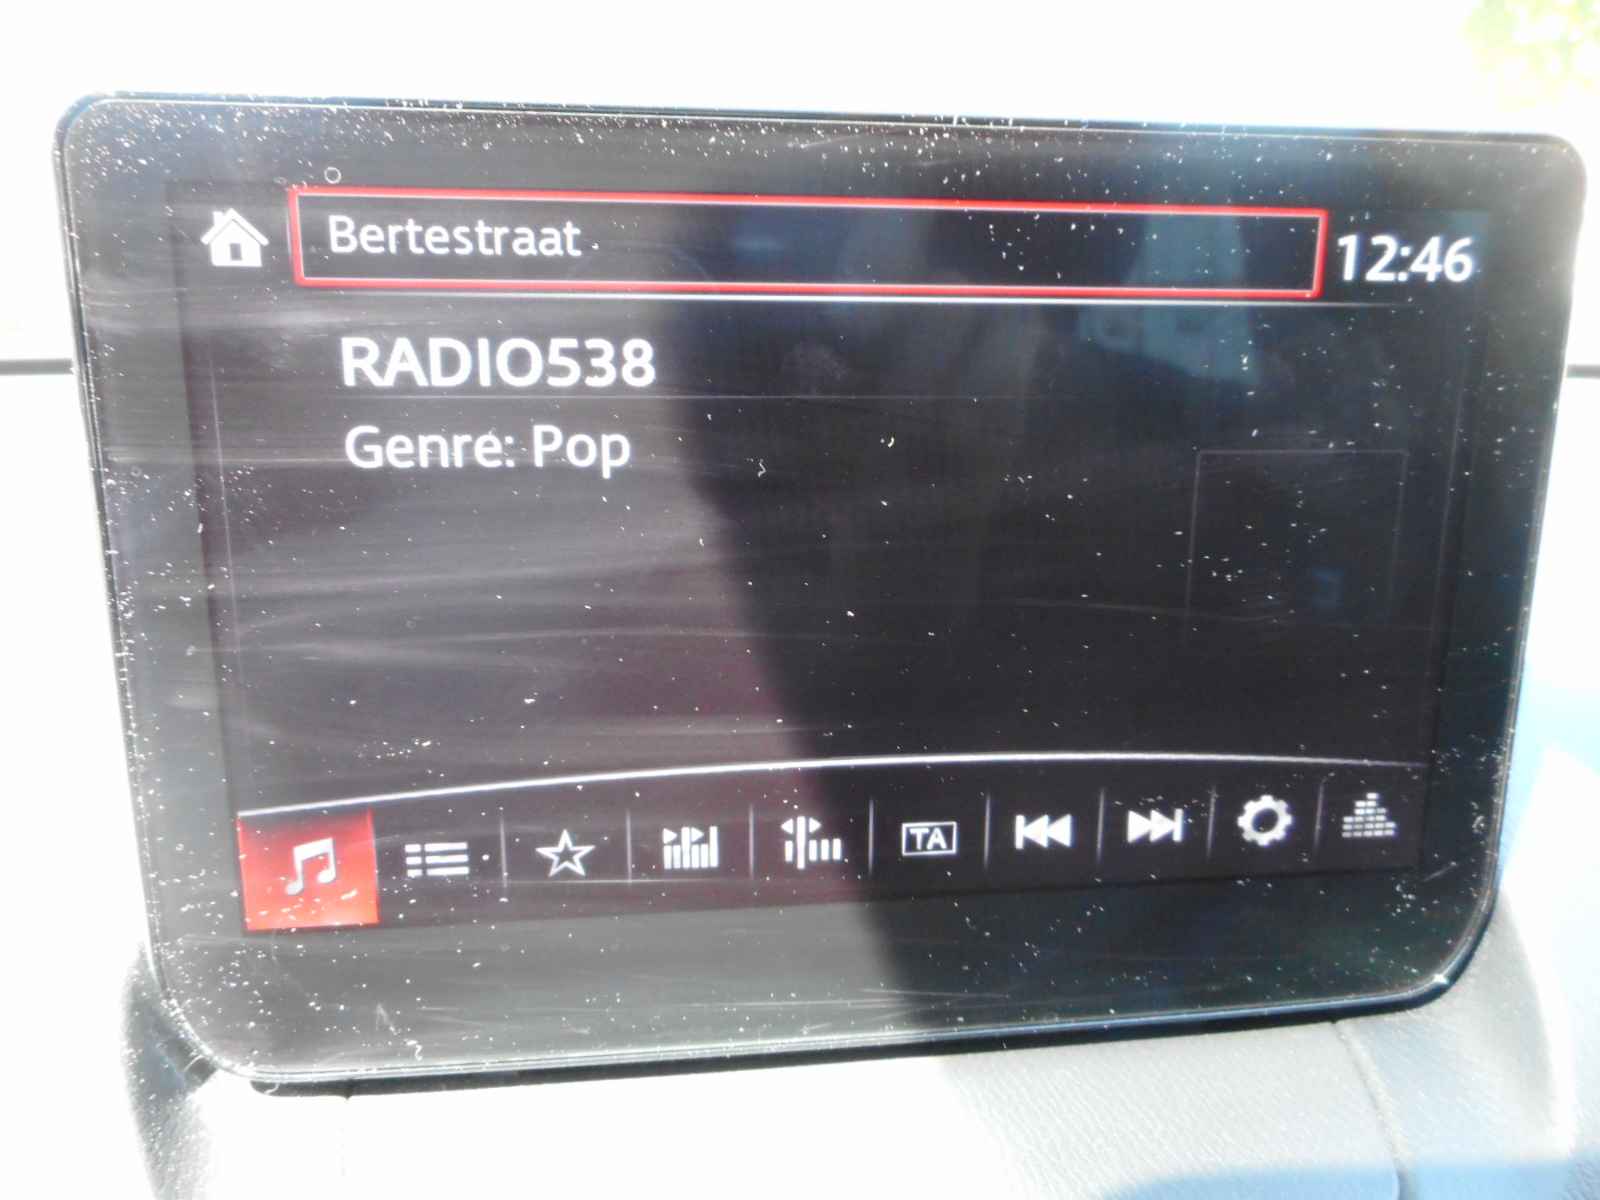 Bertestraat
12:46
RADIO538
Genre: Pop
TA